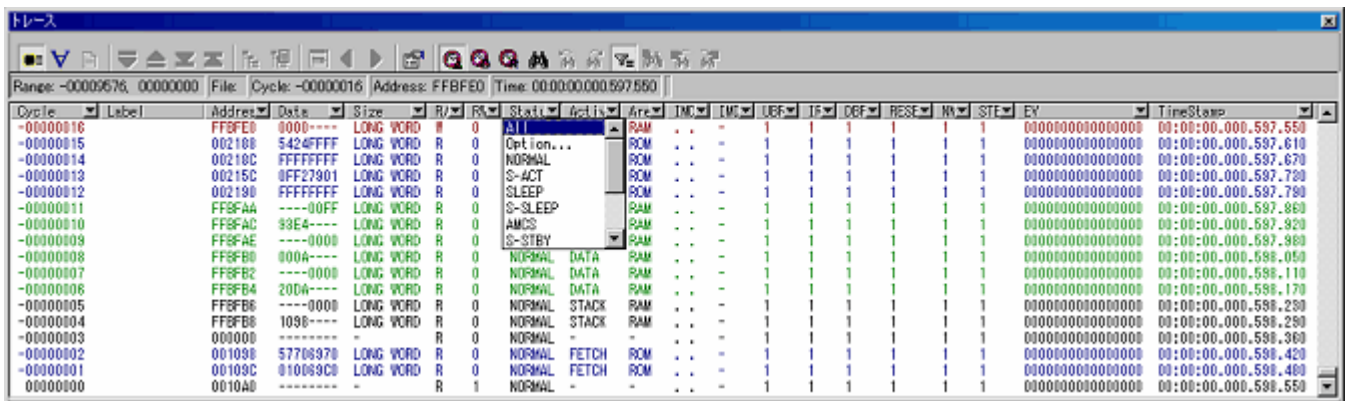 トレース
Range: -00009576, 00000000 File: Cycle: -00000016 Address: FFBFE0 Time: 00:00:00.000.597.550
Cycle Label Addres Data Size R/ Statu Activ Are UBF IF DBF RESE STF EV TimeStamp
-00000016 FFBFE0 0000---- LONG WORD W 0 All RAM . . - 1 1 1 1 1 1 0000000000000000 00:00:00.000.597.550
-00000015 002188 5424FFFF LONG WORD R 0 Option... ROM . . - 1 1 1 1 1 1 0000000000000000 00:00:00.000.597.610
-00000014 00218C FFFFFFFF LONG WORD R 0 NORMAL ROM . . - 1 1 1 1 1 1 0000000000000000 00:00:00.000.597.670
-00000013 00215C 0FF27901 LONG WORD R 0 S-ACT ROM . . - 1 1 1 1 1 1 0000000000000000 00:00:00.000.597.730
-00000012 002190 FFFFFFFF LONG WORD R 0 SLEEP ROM . . - 1 1 1 1 1 1 0000000000000000 00:00:00.000.597.790
-00000011 FFBFAA ----00FF LONG WORD R 0 S-SLEEP RAM . . - 1 1 1 1 1 1 0000000000000000 00:00:00.000.597.860
-00000010 FFBFAC 93E4---- LONG WORD R 0 AMCS RAM . . - 1 1 1 1 1 1 0000000000000000 00:00:00.000.597.920
-00000009 FFBFAE ----0000 LONG WORD R 0 S-STBY RAM . . - 1 1 1 1 1 1 0000000000000000 00:00:00.000.597.980
-00000008 FFBFB0 000A---- LONG WORD R 0 NORMAL DATA RAM . . - 1 1 1 1 1 1 0000000000000000 00:00:00.000.598.050
-00000007 FFBFB2 ----0000 LONG WORD R 0 NORMAL DATA RAM . . - 1 1 1 1 1 1 0000000000000000 00:00:00.000.598.110
-00000006 FFBFB4 20DA---- LONG WORD R 0 NORMAL DATA RAM . . - 1 1 1 1 1 1 0000000000000000 00:00:00.000.598.170
-00000005 FFBFB6 ----0000 LONG WORD R 0 NORMAL STACK RAM . . - 1 1 1 1 1 1 0000000000000000 00:00:00.000.598.230
-00000004 FFBFB8 1098---- LONG WORD R 0 NORMAL STACK RAM . . - 1 1 1 1 1 1 0000000000000000 00:00:00.000.598.290
-00000003 000000 -------- - R 0 NORMAL - - . . - 1 1 1 1 1 1 0000000000000000 00:00:00.000.598.360
-00000002 001098 57706970 LONG WORD R 0 NORMAL FETCH ROM . . - 1 1 1 1 1 1 0000000000000000 00:00:00.000.598.420
-00000001 00109C 010069C0 LONG WORD R 0 NORMAL FETCH ROM . . - 1 1 1 1 1 1 0000000000000000 00:00:00.000.598.480
00000000 0010A0 -------- - R 1 NORMAL - - . . - 1 1 1 1 1 1 0000000000000000 00:00:00.000.598.550